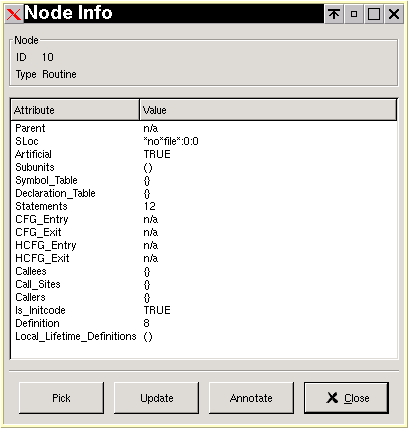 Node Info
Node
ID 10
Type Routine
Attribute Value
Parent n/a
SLoc *no*file*:0:0
Artificial TRUE
Subunits ()
Symbol_Table {}
Declaration_Table {}
Statements 12
CFG_Entry n/a
CFG_Exit n/a
HCFG_Entry n/a
HCFG_Exit n/a
Callees {}
Call_Sites {}
Callers {}
Is_Initcode TRUE
Definition 8
Local_Lifetime_Definitions ()
Pick Update Annotate Close